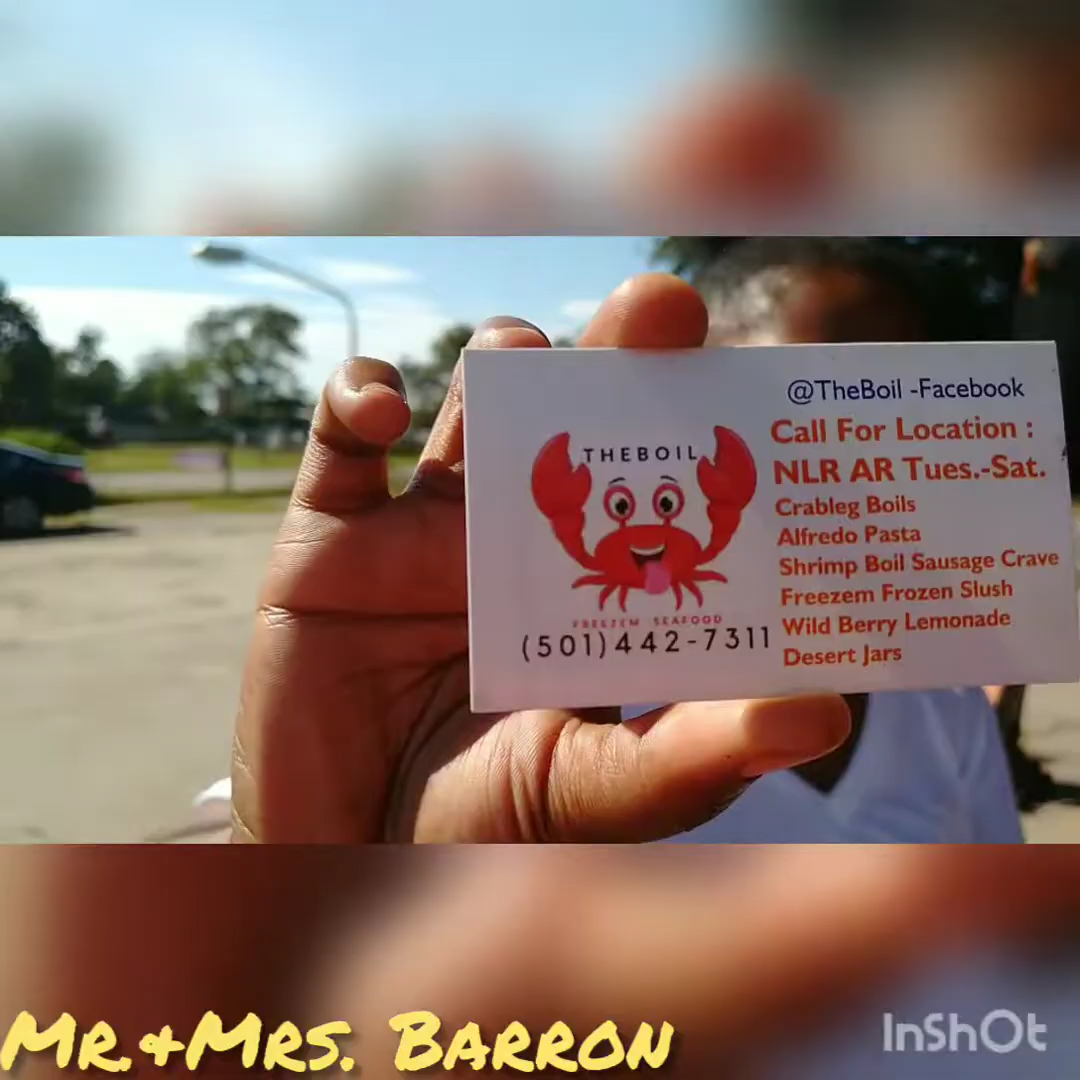 @TheBoil -Facebook
Call For Location :
NLR AR Tues.-Sat.
Crableg Boils
Alfredo Pasta
Shrimp Boil Sausage Crave
Freezem Frozen Slush
Wild Berry Lemonade
Desert Jars
THEBOIL
FREEZEM SEAFOOD
(501)442-7311
Mr.&Mrs. Barron
InShOt